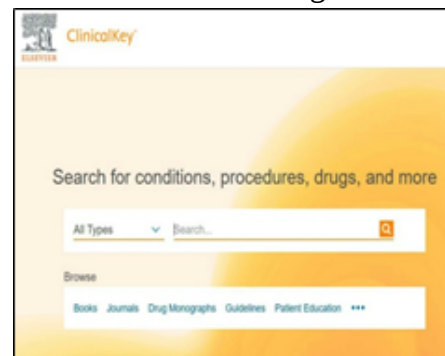 ELSEVIER
ClinicalKey®
Search for conditions, procedures, drugs, and more
All Types Search...
Browse
Books Journals Drug Monographs Guidelines Patient Education •••